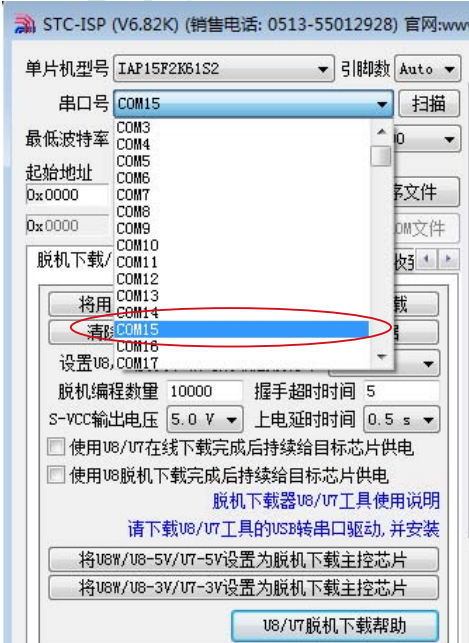 STC-ISP (V6.82K) (销售电话: 0513-55012928) 官网:www
单片机型号 IAP15F2K61S2 引脚数 Auto
串口号 COM15 扫描
最低波特率
COM3
COM4
COM5
COM6
COM7
COM8
COM9
COM10
COM11
COM12
COM13
COM14
COM15
COM16
COM17
起始地址
0x0000 序文件
0x0000 OM文件
脱机下载/ 收
将用 载
清除
设置U8
脱机编程数量 10000 握手超时时间 5
S-VCC输出电压 5.0 V 上电延时时间 0.5 s
使用U8/U7在线下载完成后持续给目标芯片供电
使用U8脱机下载完成后持续给目标芯片供电
脱机下载器U8/U7工具使用说明
请下载U8/U7工具的USB转串口驱动,并安装
将U8W/U8-5V/U7-5V设置为脱机下载主控芯片
将U8W/U8-3V/U7-3V设置为脱机下载主控芯片
U8/U7脱机下载帮助